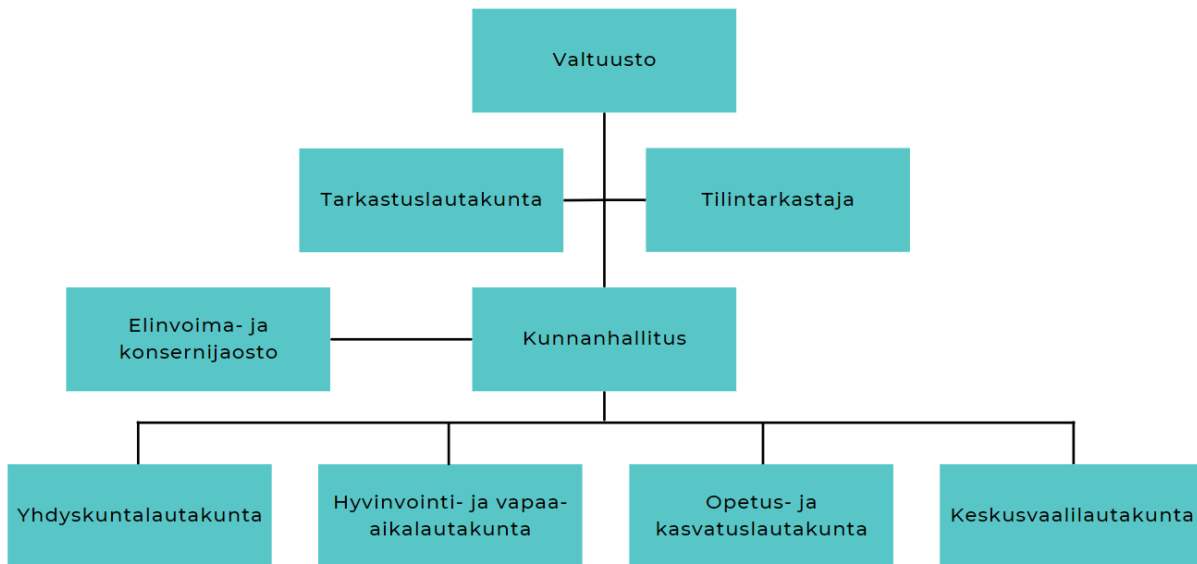 Valtuusto
Tarkastuslautakunta
Tilintarkastaja
Elinvoima- ja
konsernijaosto
Kunnanhallitus
Yhdyskuntalautakunta
Hyvinvointi- ja vapaa-
aikalautakunta
Opetus- ja
kasvatuslautakunta
Keskusvaalilautakunta